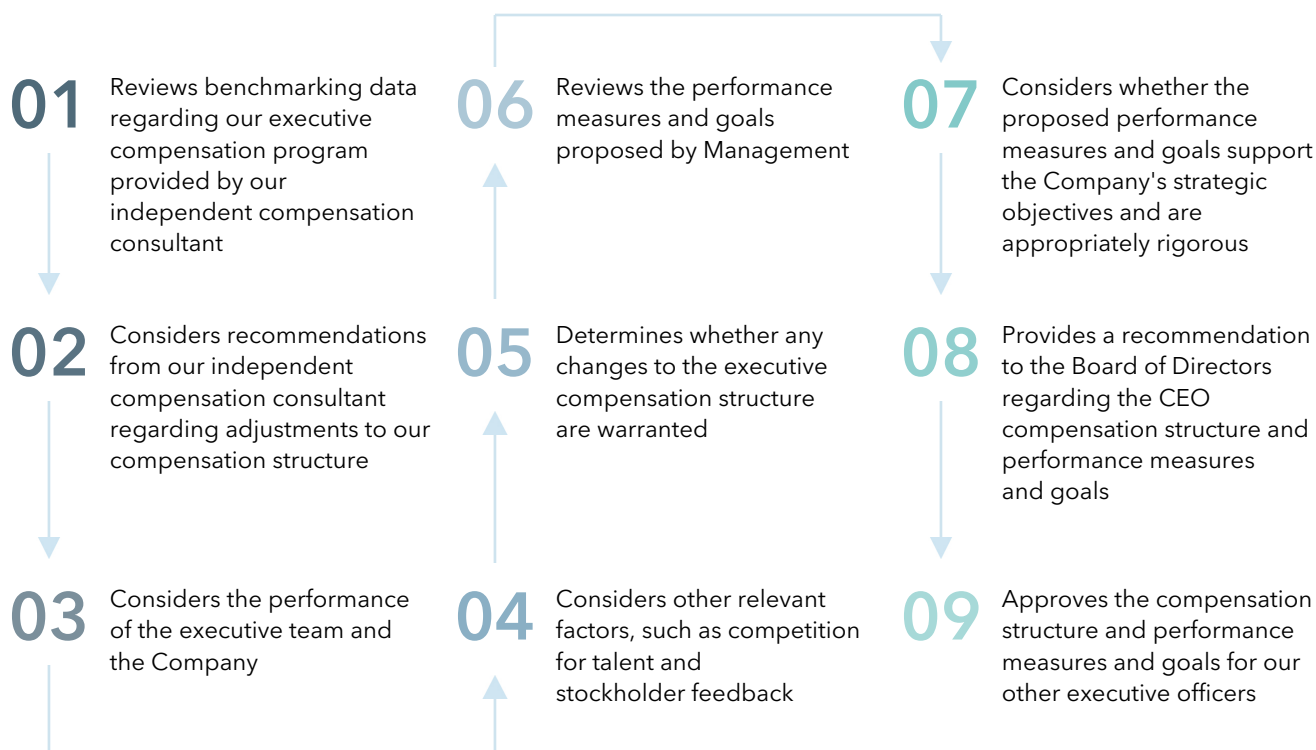 01
Reviews benchmarking data
regarding our executive
compensation program
provided by our
independent compensation
consultant
02
Considers recommendations
from our independent
compensation consultant
regarding adjustments to our
compensation structure
03
Considers the performance
of the executive team and
the Company
04
Considers other relevant
factors, such as competition
for talent and
stockholder feedback
05
Determines whether any
changes to the executive
compensation structure
are warranted
06
Reviews the performance
measures and goals
proposed by Management
07
Considers whether the
proposed performance
measures and goals support
the Company's strategic
objectives and are
appropriately rigorous
08
Provides a recommendation
to the Board of Directors
regarding the CEO
compensation structure and
performance measures
and goals
09
Approves the compensation
structure and performance
measures and goals for our
other executive officers